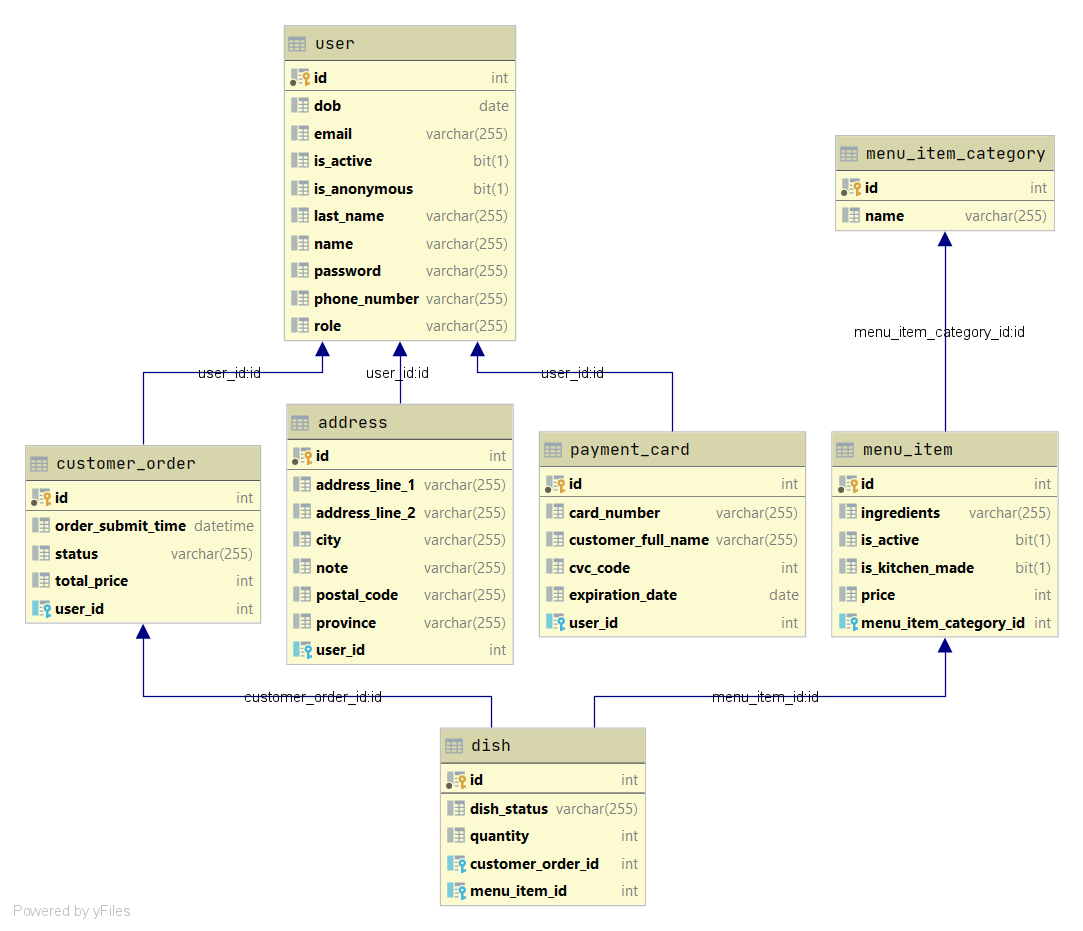 user
id int
dob date
email varchar(255)
is_active bit(1)
is_anonymous bit(1)
last_name varchar(255)
name varchar(255)
password varchar(255)
phone_number varchar(255)
role varchar(255)
menu_item_category
id int
name varchar(255)
menu_item_category_id:id
user_id:id
user_id:id
user_id:id
customer_order
id int
order_submit_time datetime
status varchar(255)
total_price int
user_id int
address
id int
address_line_1 varchar(255)
address_line_2 varchar(255)
city varchar(255)
note varchar(255)
postal_code varchar(255)
province varchar(255)
user_id int
payment_card
id int
card_number varchar(255)
customer_full_name varchar(255)
cvc_code int
expiration_date date
user_id int
menu_item
id int
ingredients varchar(255)
is_active bit(1)
is_kitchen_made bit(1)
price int
menu_item_category_id int
customer_order_id:id
menu_item_id:id
dish
id int
dish_status varchar(255)
quantity int
customer_order_id int
menu_item_id int
Powered by yFiles